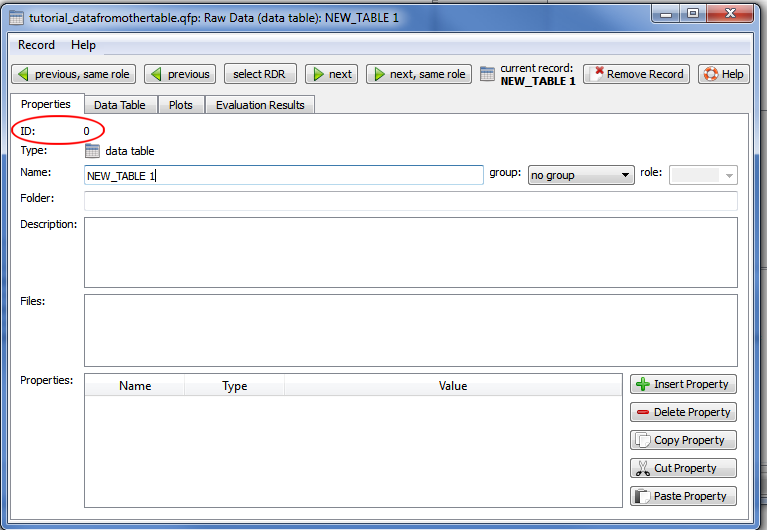 tutorial_datafromothertable.qfp: Raw Data (data table): NEW_TABLE 1
Record Help
previous, same role previous select RDR next next, same role current record: NEW_TABLE 1 Remove Record Help
Properties Data Table Plots Evaluation Results
ID: 0
Type: data table
Name: NEW_TABLE 1 group: no group role:
Folder:
Description:
Files:
Properties: Name Type Value
Insert Property
Delete Property
Copy Property
Cut Property
Paste Property